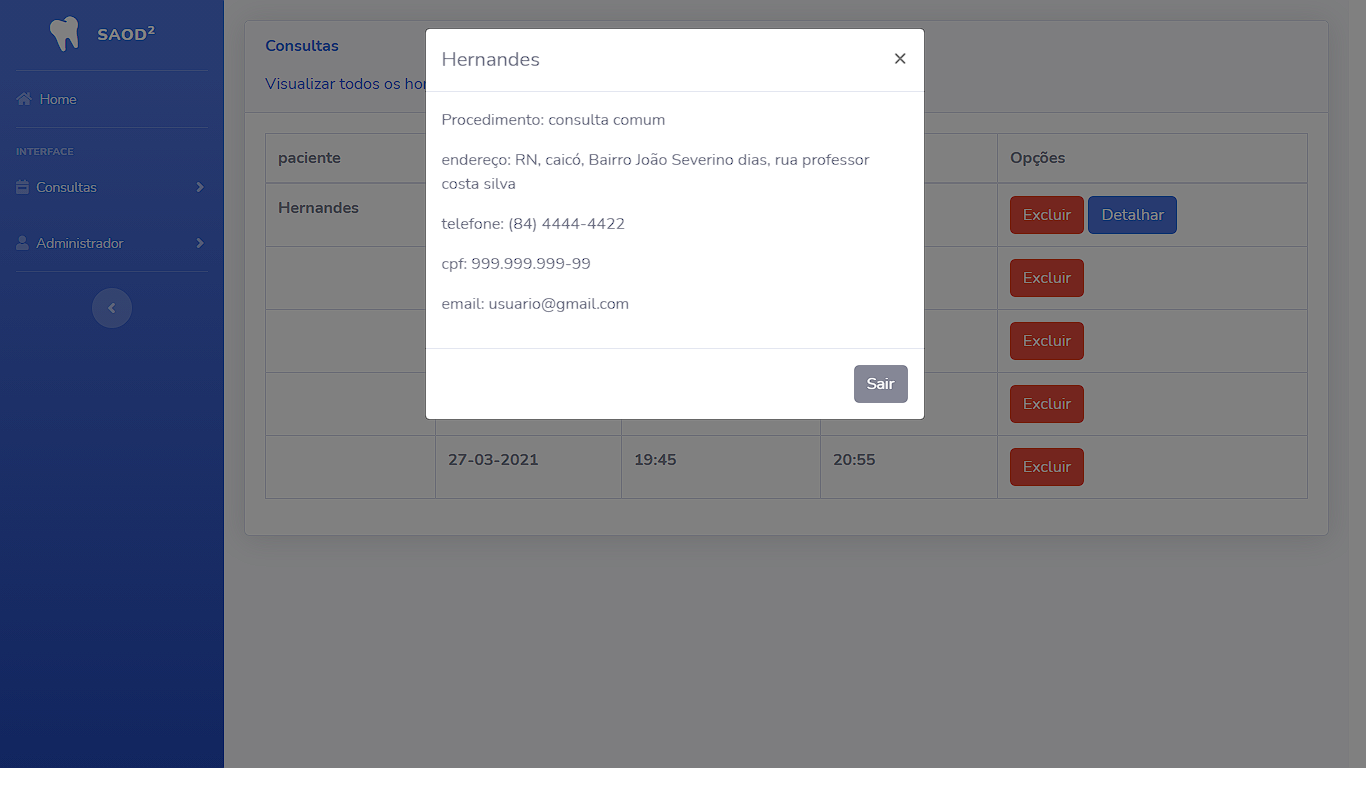 SAOD²
Home
INTERFACE
Consultas
Administrador
Consultas
Visualizar todos os
Hernandes
×
Procedimento: consulta comum
endereço: RN, caicó, Bairro João Severino dias, rua professor
costa silva
telefone: (84) 4444-4422
cpf: 999.999.999-99
email: usuario@gmail.com
Sair
paciente Opções
Hernandes Excluir Detalhar
Excluir
Excluir
Excluir
27-03-2021 19:45 20:55 Excluir